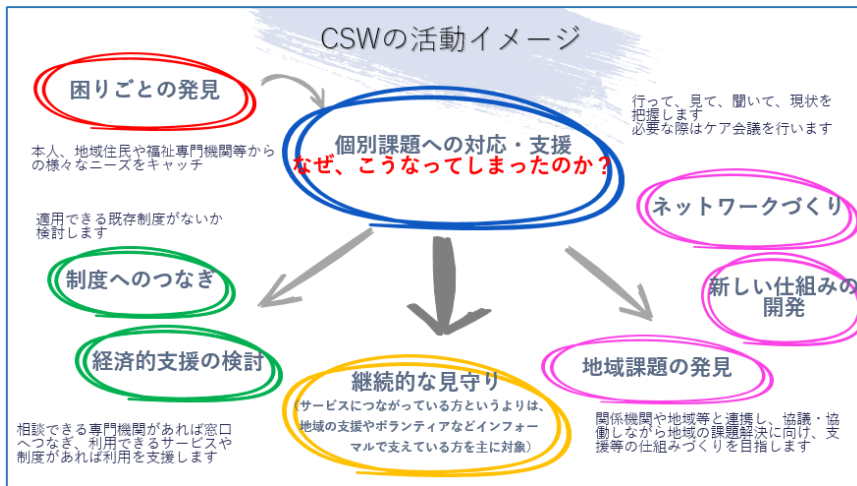 CSWの活動イメージ
困りごとの発見
本人、地域住民や福祉専門機関等から
の様々なニーズをキャッチ
個別課題への対応・支援
なぜ、こうなってしまったのか？
行って、見て、聞いて、現状を
把握します
必要な際はケア会議を行います
適用できる既存制度がないか
検討します
制度へのつなぎ
経済的支援の検討
相談できる専門機関があれば窓口
へつなぎ、利用できるサービスや
制度があれば利用を支援します
継続的な見守り
（サービスにつながっている方というよりは、
地域の支援やボランティアなどインフォー
マルで支えている方を主に対象）
ネットワークづくり
新しい仕組みの
開発
地域課題の発見
関係機関や地域等と連携し、協議・協
働しながら地域の課題解決に向け、支
援等の仕組みづくりを目指します